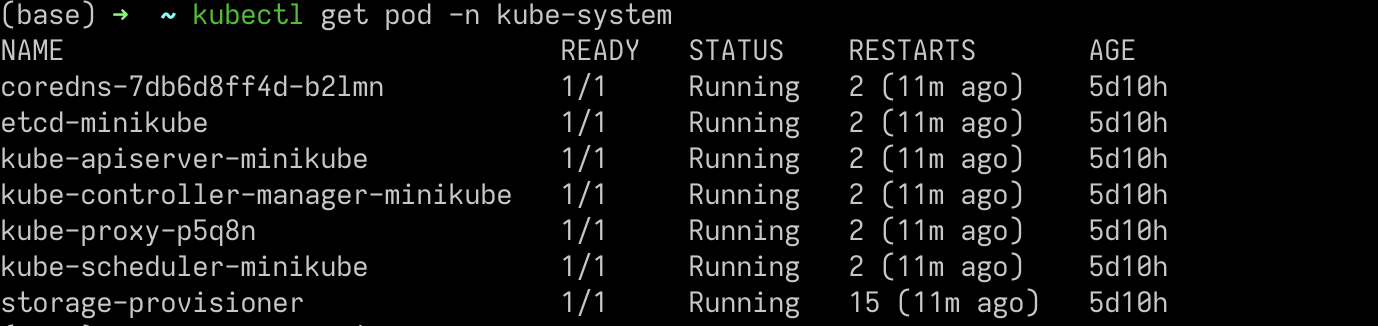 (base) ➜  ~ kubectl get pod -n kube-system
NAME                               READY   STATUS    RESTARTS       AGE
coredns-7db6d8ff4d-b2lmn           1/1     Running   2 (11m ago)    5d10h
etcd-minikube                      1/1     Running   2 (11m ago)    5d10h
kube-apiserver-minikube            1/1     Running   2 (11m ago)    5d10h
kube-controller-manager-minikube   1/1     Running   2 (11m ago)    5d10h
kube-proxy-p5q8n                   1/1     Running   2 (11m ago)    5d10h
kube-scheduler-minikube            1/1     Running   2 (11m ago)    5d10h
storage-provisioner                1/1     Running   15 (11m ago)   5d10h